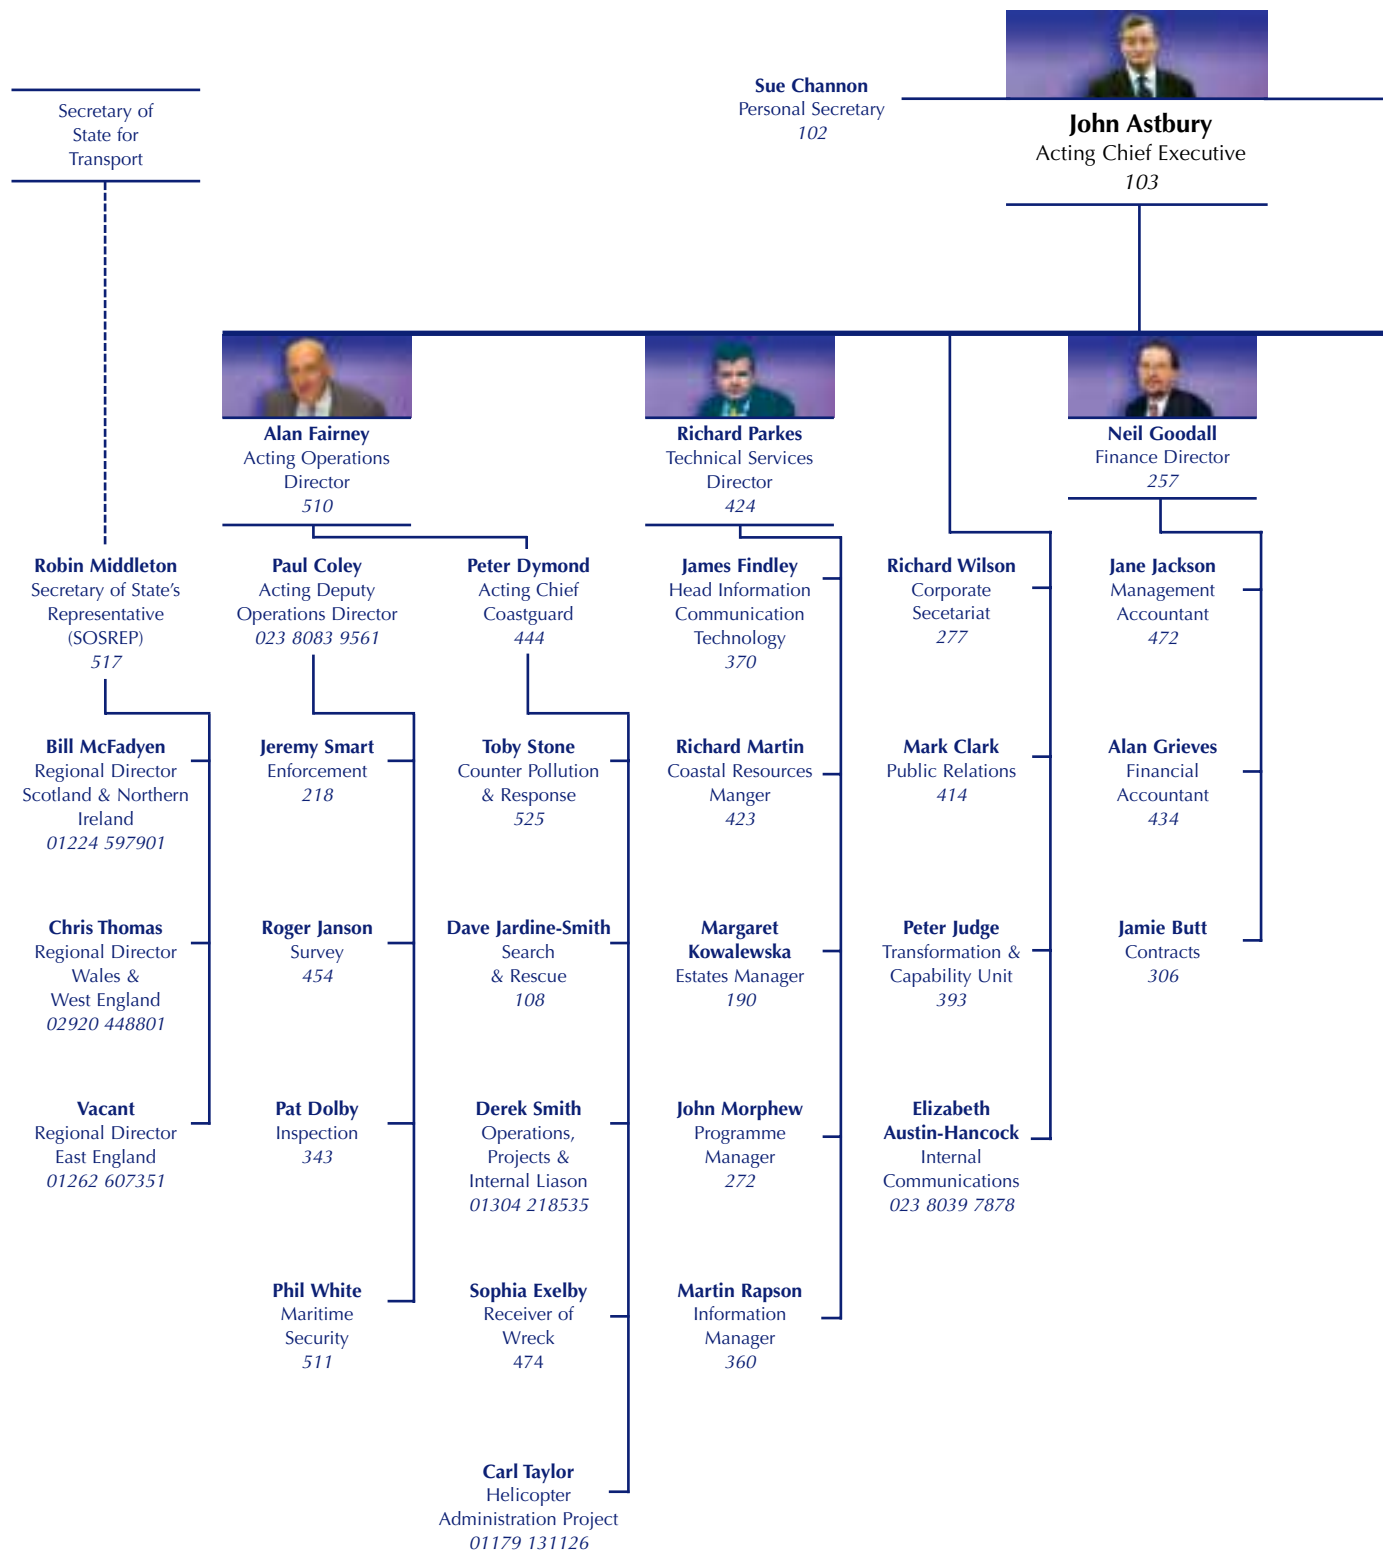 Sue Channon
Personal Secretary
102
John Astbury
Acting Chief Executive
103
Secretary of
State for
Transport
Alan Fairney
Acting Operations
Director
510
Richard Parkes
Technical Services
Director
424
Neil Goodall
Finance Director
257
Robin Middleton
Secretary of State’s
Representative
(SOSREP)
517
Paul Coley
Acting Deputy
Operations Director
023 8083 9561
Peter Dymond
Acting Chief
Coastguard
444
James Findley
Head Information
Communication
Technology
370
Richard Wilson
Corporate
Secetariat
277
Jane Jackson
Management
Accountant
472
Bill McFadyen
Regional Director
Scotland & Northern
Ireland
01224 597901
Jeremy Smart
Enforcement
218
Toby Stone
Counter Pollution
& Response
525
Richard Martin
Coastal Resources
Manger
423
Mark Clark
Public Relations
414
Alan Grieves
Financial
Accountant
434
Chris Thomas
Regional Director
Wales &
West England
02920 448801
Roger Janson
Survey
454
Dave Jardine-Smith
Search
& Rescue
108
Margaret
Kowalewska
Estates Manager
190
Peter Judge
Transformation &
Capability Unit
393
Jamie Butt
Contracts
306
Vacant
Regional Director
East England
01262 607351
Pat Dolby
Inspection
343
Derek Smith
Operations,
Projects &
Internal Liason
01304 218535
John Morphew
Programme
Manager
272
Elizabeth
Austin-Hancock
Internal
Communications
023 8039 7878
Phil White
Maritime
Security
511
Sophia Exelby
Receiver of
Wreck
474
Martin Rapson
Information
Manager
360
Carl Taylor
Helicopter
Administration Project
01179 131126